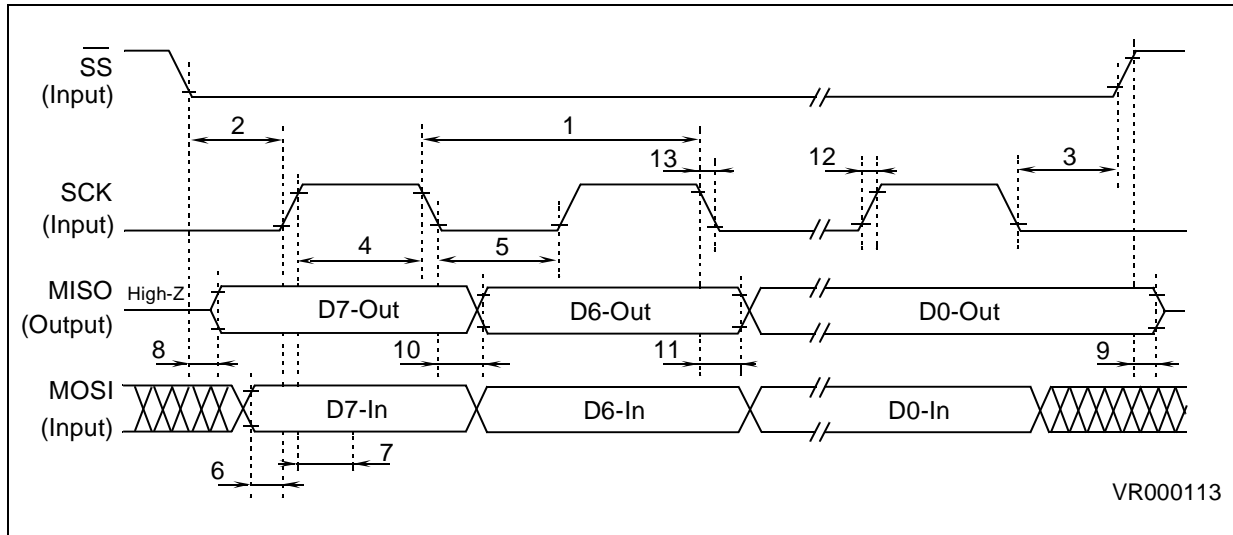 SS
(Input)
2
1
13
12
3
SCK
(Input)
4
5
MISO
(Output)
High-Z
D7-Out
D6-Out
D0-Out
8
10
11
9
MOSI
(Input)
D7-In
D6-In
D0-In
6
7
VR000113